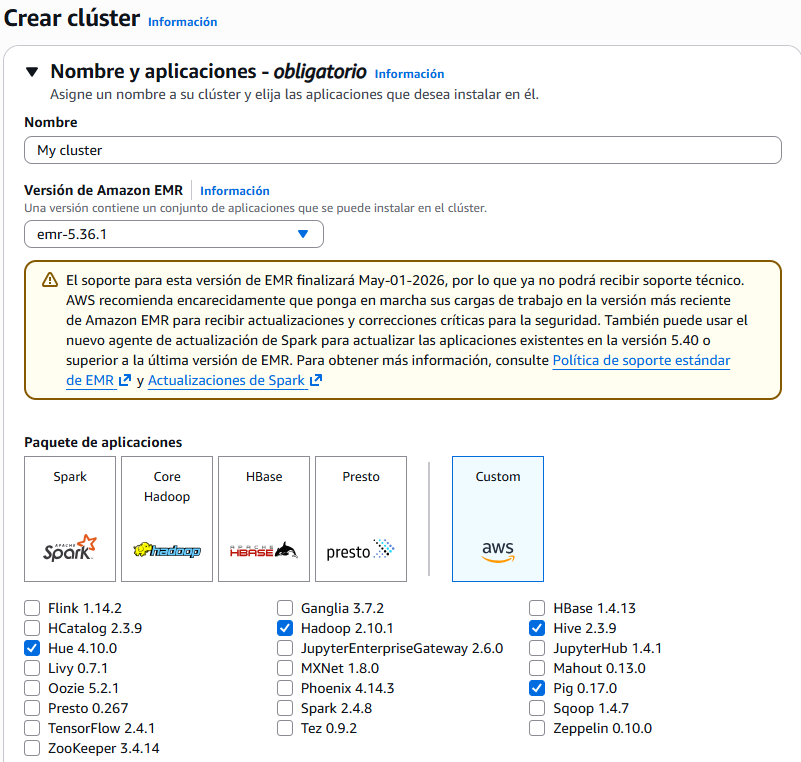 Crear clúster Información
Nombre y aplicaciones - obligatorio Información
Asigne un nombre a su clúster y elija las aplicaciones que desea instalar en él.
Nombre
My cluster
Versión de Amazon EMR Información
Una versión contiene un conjunto de aplicaciones que se puede instalar en el clúster.
emr-5.36.1
El soporte para esta versión de EMR finalizará May-01-2026, por lo que ya no podrá recibir soporte técnico.
AWS recomienda encarecidamente que ponga en marcha sus cargas de trabajo en la versión más reciente
de Amazon EMR para recibir actualizaciones y correcciones críticas para la seguridad. También puede usar el
nuevo agente de actualización de Spark para actualizar las aplicaciones existentes en la versión 5.40 o
superior a la última versión de EMR. Para obtener más información, consulte Política de soporte estándar
de EMR y Actualizaciones de Spark
Paquete de aplicaciones
Spark
Core
Hadoop
HBase
Presto
Custom
APACHE
Spark
hadoop
APACHE
HBASE
presto
aws
Flink 1.14.2
Ganglia 3.7.2
HBase 1.4.13
HCatalog 2.3.9
Hadoop 2.10.1
Hive 2.3.9
Hue 4.10.0
JupyterEnterpriseGateway 2.6.0
JupyterHub 1.4.1
Livy 0.7.1
MXNet 1.8.0
Mahout 0.13.0
Oozie 5.2.1
Phoenix 4.14.3
Pig 0.17.0
Presto 0.267
Spark 2.4.8
Sqoop 1.4.7
TensorFlow 2.4.1
Tez 0.9.2
Zeppelin 0.10.0
ZooKeeper 3.4.14